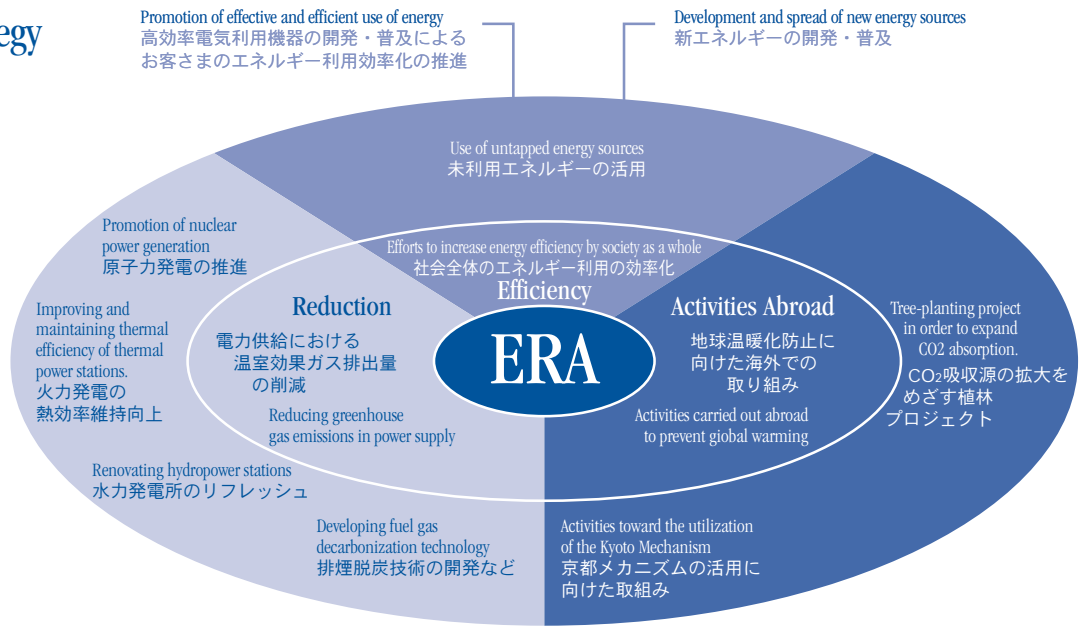 egy
Promotion of effective and efficient use of energy
高効率電気利用機器の開発・普及による
お客さまのエネルギー利用効率化の推進
Development and spread of new energy sources
新エネルギーの開発・普及
Use of untapped energy sources
未利用エネルギーの活用
Efforts to increase energy efficiency by society as a whole
社会全体のエネルギー利用の効率化
Efficiency
ERA
Reduction
電力供給における
温室効果ガス排出量
の削減
Reducing greenhouse
gas emissions in power supply
Promotion of nuclear
power generation
原子力発電の推進
Improving and
maintaining thermal
efficiency of thermal
power stations.
火力発電の
熱効率維持向上
Renovating hydropower stations
水力発電所のリフレッシュ
Developing fuel gas
decarbonization technology
排煙脱炭技術の開発など
Activities Abroad
地球温暖化防止に
向けた海外での
取り組み
Activities carried out abroad
to prevent global warming
Tree-planting project
in order to expand
CO2 absorption.
CO2吸収源の拡大を
めざす植林
プロジェクト
Activities toward the utilization
of the Kyoto Mechanism
京都メカニズムの活用に
向けた取組み